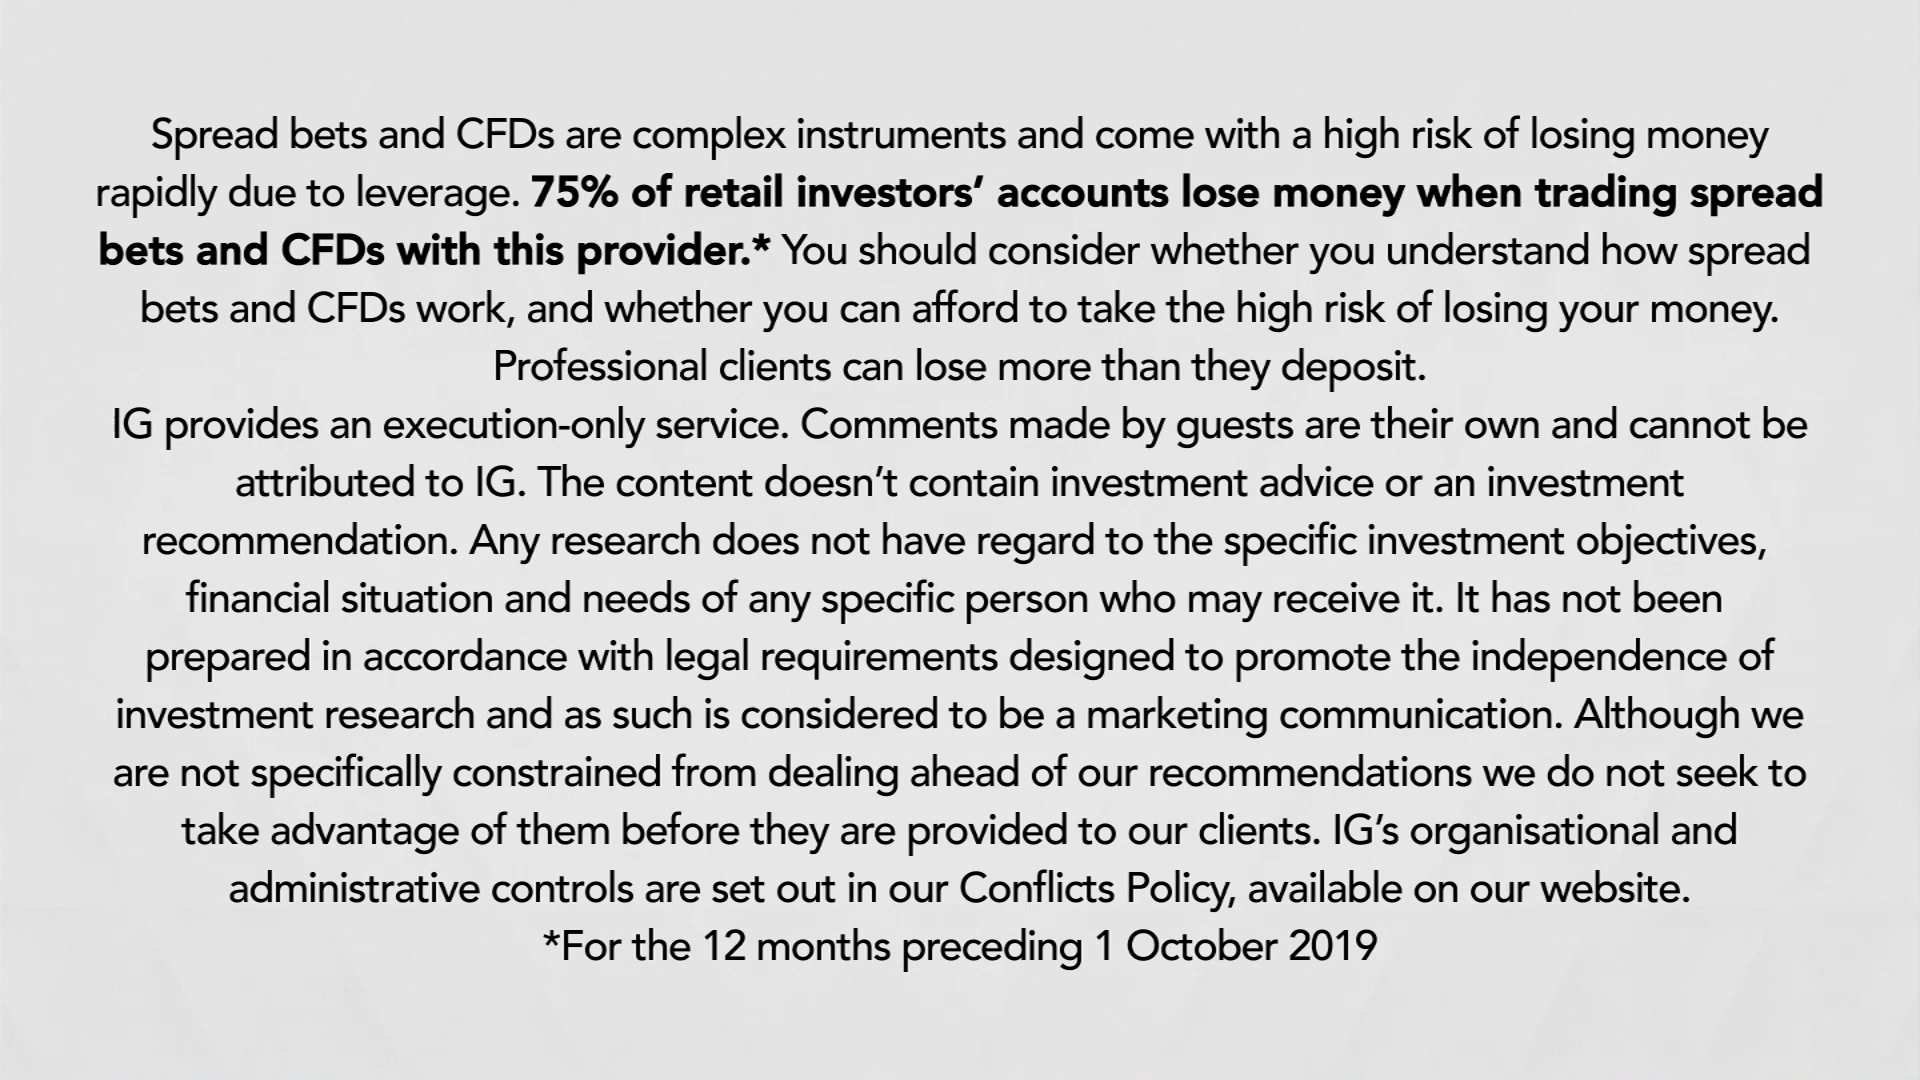 Spread bets and CFDs are complex instruments and come with a high risk of losing money
rapidly due to leverage. 75% of retail investors’ accounts lose money when trading spread
bets and CFDs with this provider.* You should consider whether you understand how spread
bets and CFDs work, and whether you can afford to take the high risk of losing your money.
Professional clients can lose more than they deposit.
IG provides an execution-only service. Comments made by guests are their own and cannot be
attributed to IG. The content doesn’t contain investment advice or an investment
recommendation. Any research does not have regard to the specific investment objectives,
financial situation and needs of any specific person who may receive it. It has not been
prepared in accordance with legal requirements designed to promote the independence of
investment research and as such is considered to be a marketing communication. Although we
are not specifically constrained from dealing ahead of our recommendations we do not seek to
take advantage of them before they are provided to our clients. IG’s organisational and
administrative controls are set out in our Conflicts Policy, available on our website.
*For the 12 months preceding 1 October 2019